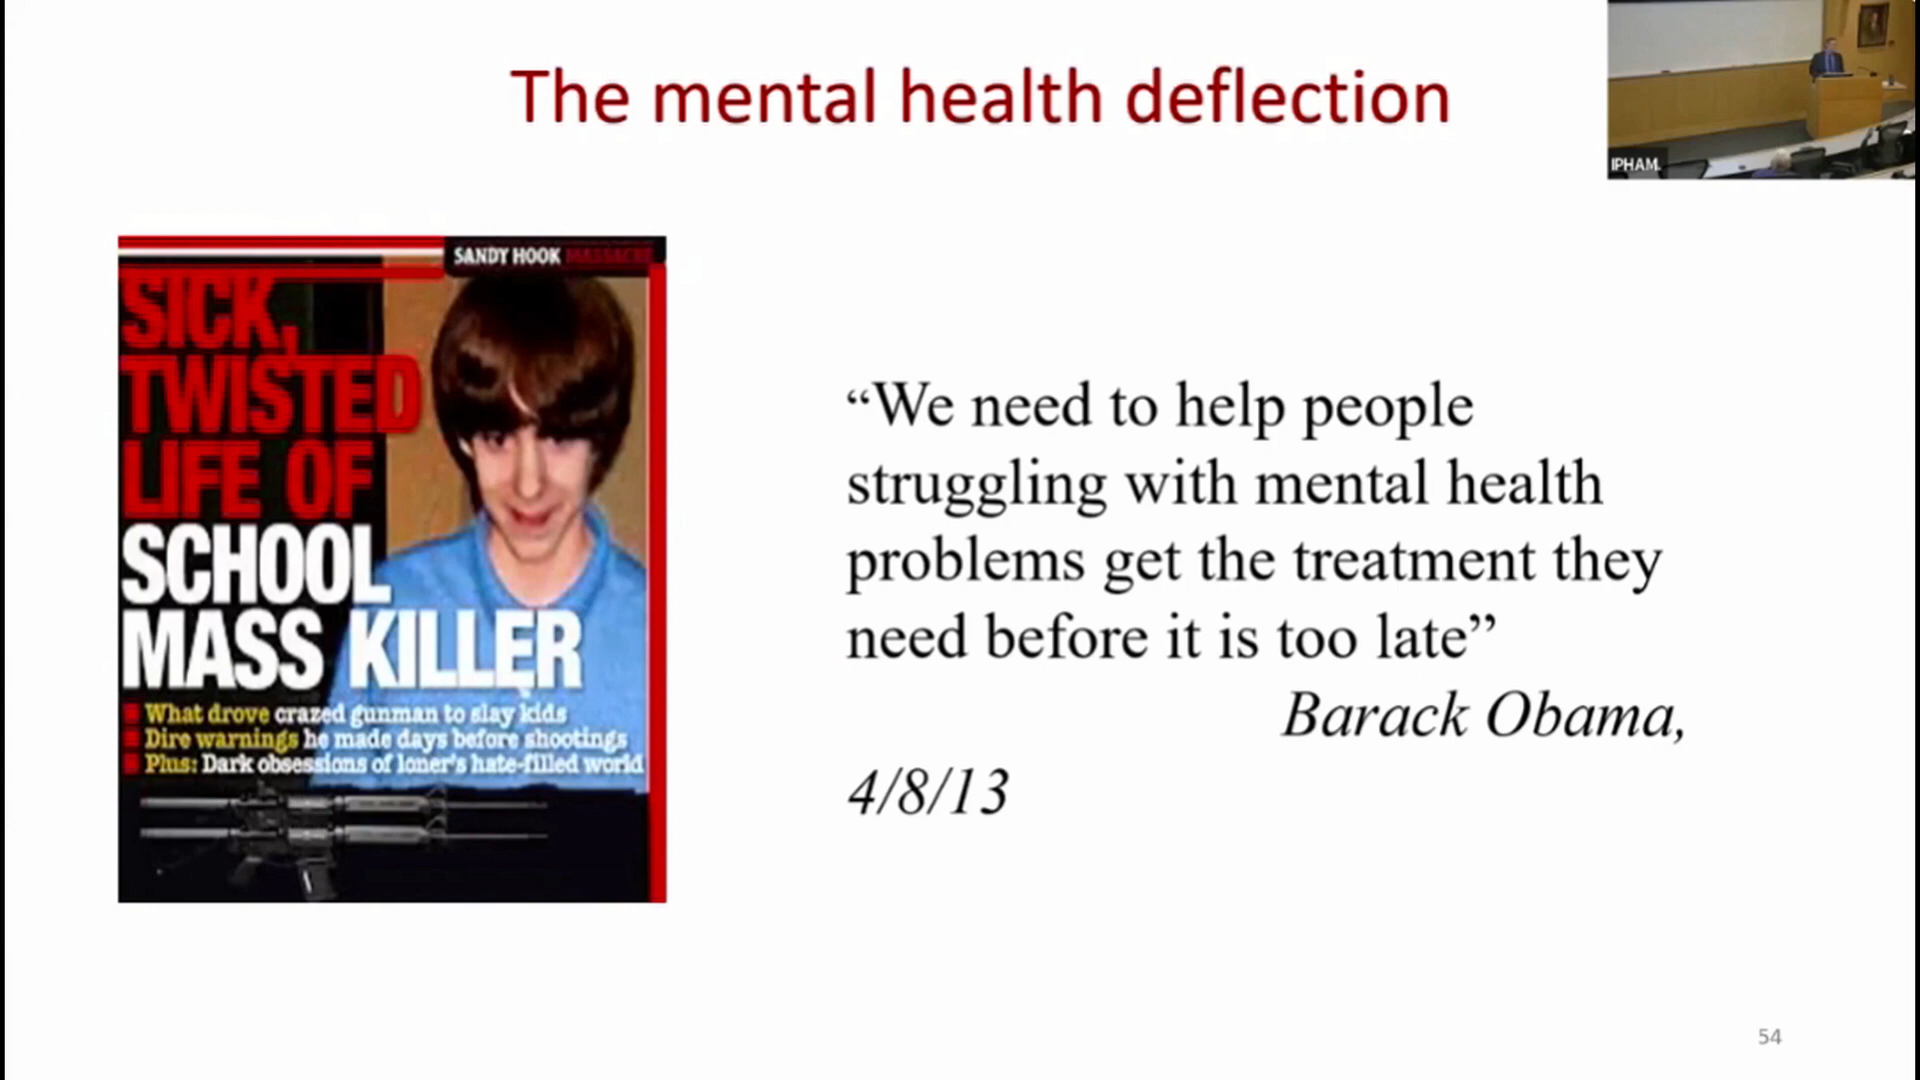 The mental health deflection
IPHAM
SANDY HOOK MASSACRE
SICK,
TWISTED
LIFE OF
SCHOOL
MASS KILLER
What drove crazed gunman to slay kids
Dire warnings he made days before shootings
Plus: Dark obsessions of loner's hate-filled world
“We need to help people
struggling with mental health
problems get the treatment they
need before it is too late”
Barack Obama,
4/8/13
54